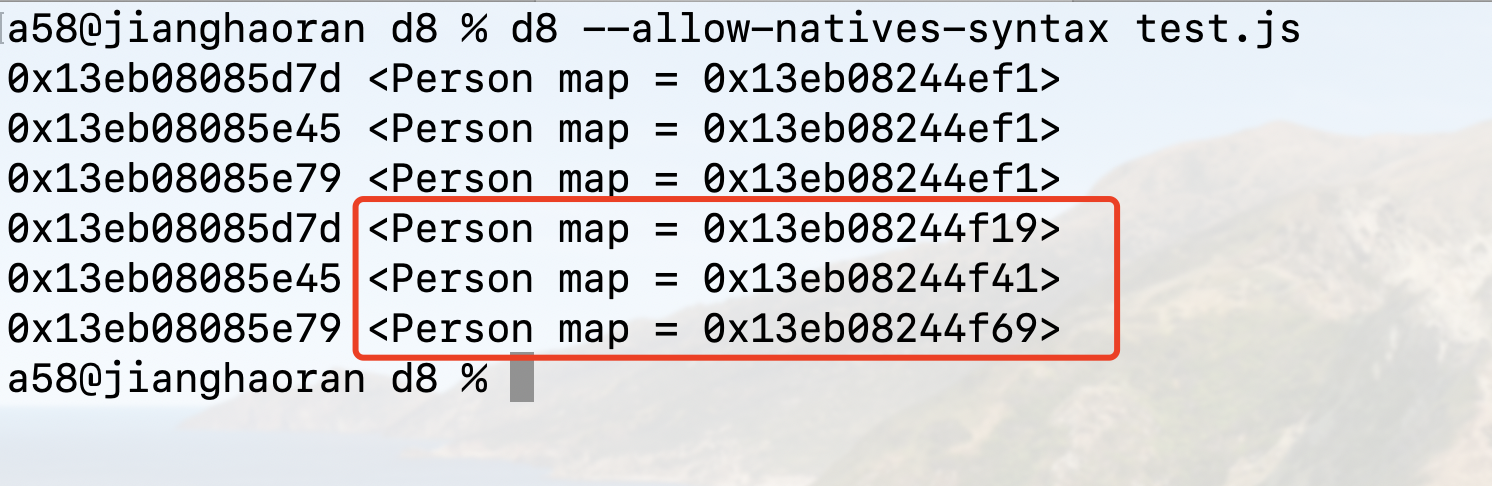 a58@jianghaoran d8 % d8 --allow-natives-syntax test.js
0x13eb08085d7d <Person map = 0x13eb08244ef1>
0x13eb08085e45 <Person map = 0x13eb08244ef1>
0x13eb08085e79 <Person map = 0x13eb08244ef1>
0x13eb08085d7d <Person map = 0x13eb08244f19>
0x13eb08085e45 <Person map = 0x13eb08244f41>
0x13eb08085e79 <Person map = 0x13eb08244f69>
a58@jianghaoran d8 %